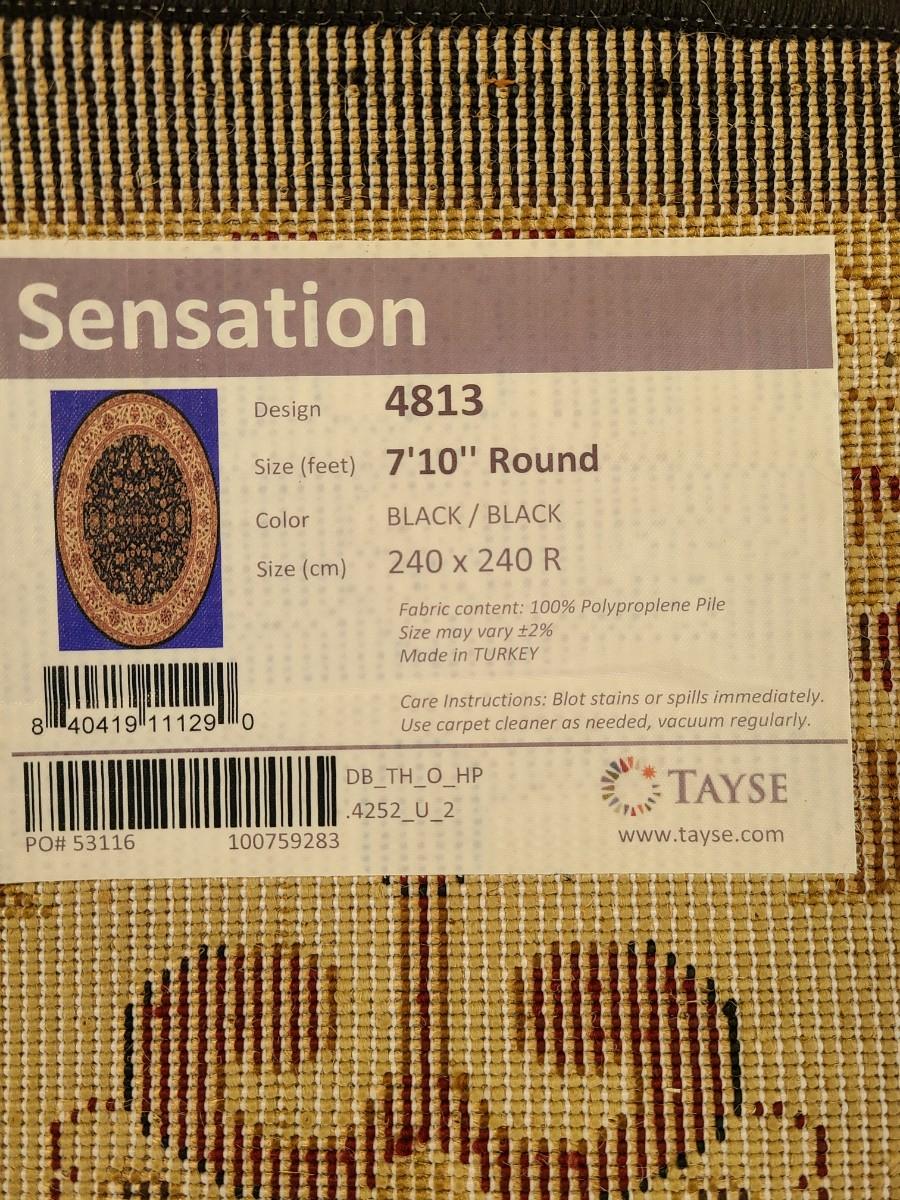 Sensation
Design 4813
Size (feet) 7'10'' Round
Color BLACK / BLACK
Size (cm) 240 x 240 R
Fabric content: 100% Polyproplene Pile
Size may vary ±2%
Made in TURKEY
Care Instructions: Blot stains or spills immediately.
Use carpet cleaner as needed, vacuum regularly.
8 40419 11129 0
DB_TH_O_HP
.4252_U_2
PO# 53116 100759283
TAYSE
www.tayse.com